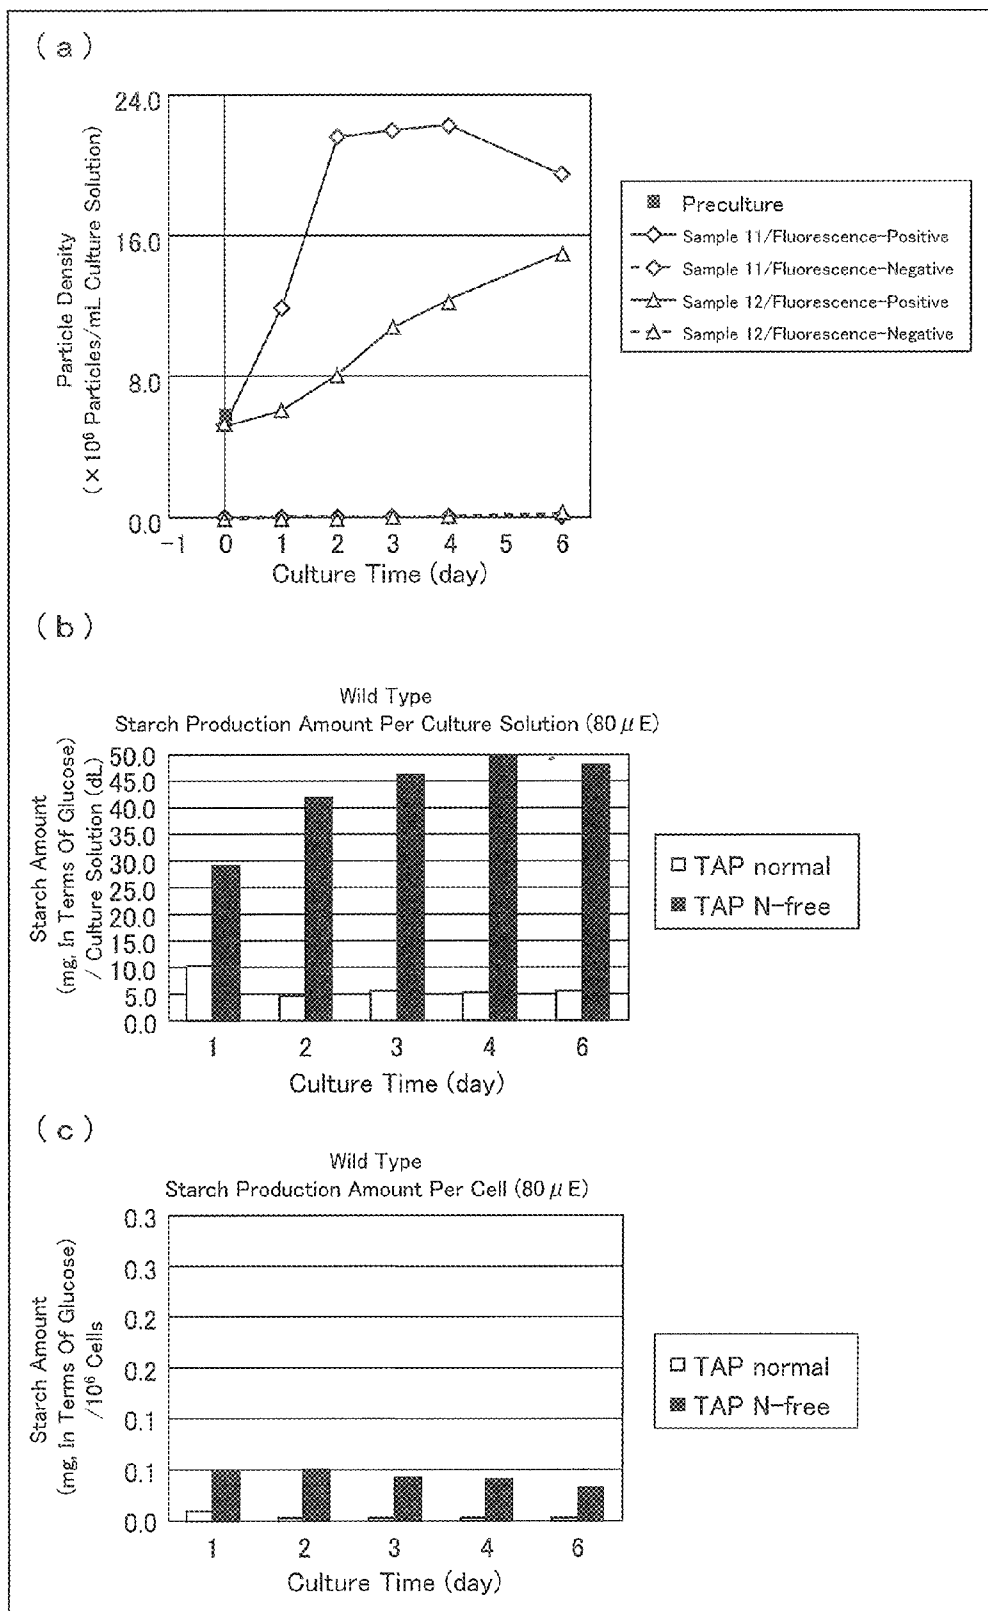 (a)
24.0
16.0
8.0
0.0
-1 0 1 2 3 4 5 6
Culture Time (day)
Particle Density
(×10⁶ Particles/mL Culture Solution)
Preculture
Sample 11/Fluorescence-Positive
Sample 11/Fluorescence-Negative
Sample 12/Fluorescence-Positive
Sample 12/Fluorescence-Negative
(b)
Wild Type
Starch Production Amount Per Culture Solution (80 μE)
Starch Amount
(mg, In Terms Of Glucose)
/ Culture Solution (dL)
50.0
45.0
40.0
35.0
30.0
25.0
20.0
15.0
10.0
5.0
0.0
1 2 3 4 6
Culture Time (day)
TAP normal
TAP N-free
(c)
Wild Type
Starch Production Amount Per Cell (80 μE)
Starch Amount
(mg, In Terms Of Glucose)
/10⁶ Cells
0.3
0.3
0.2
0.2
0.1
0.1
0.0
1 2 3 4 6
Culture Time (day)
TAP normal
TAP N-free